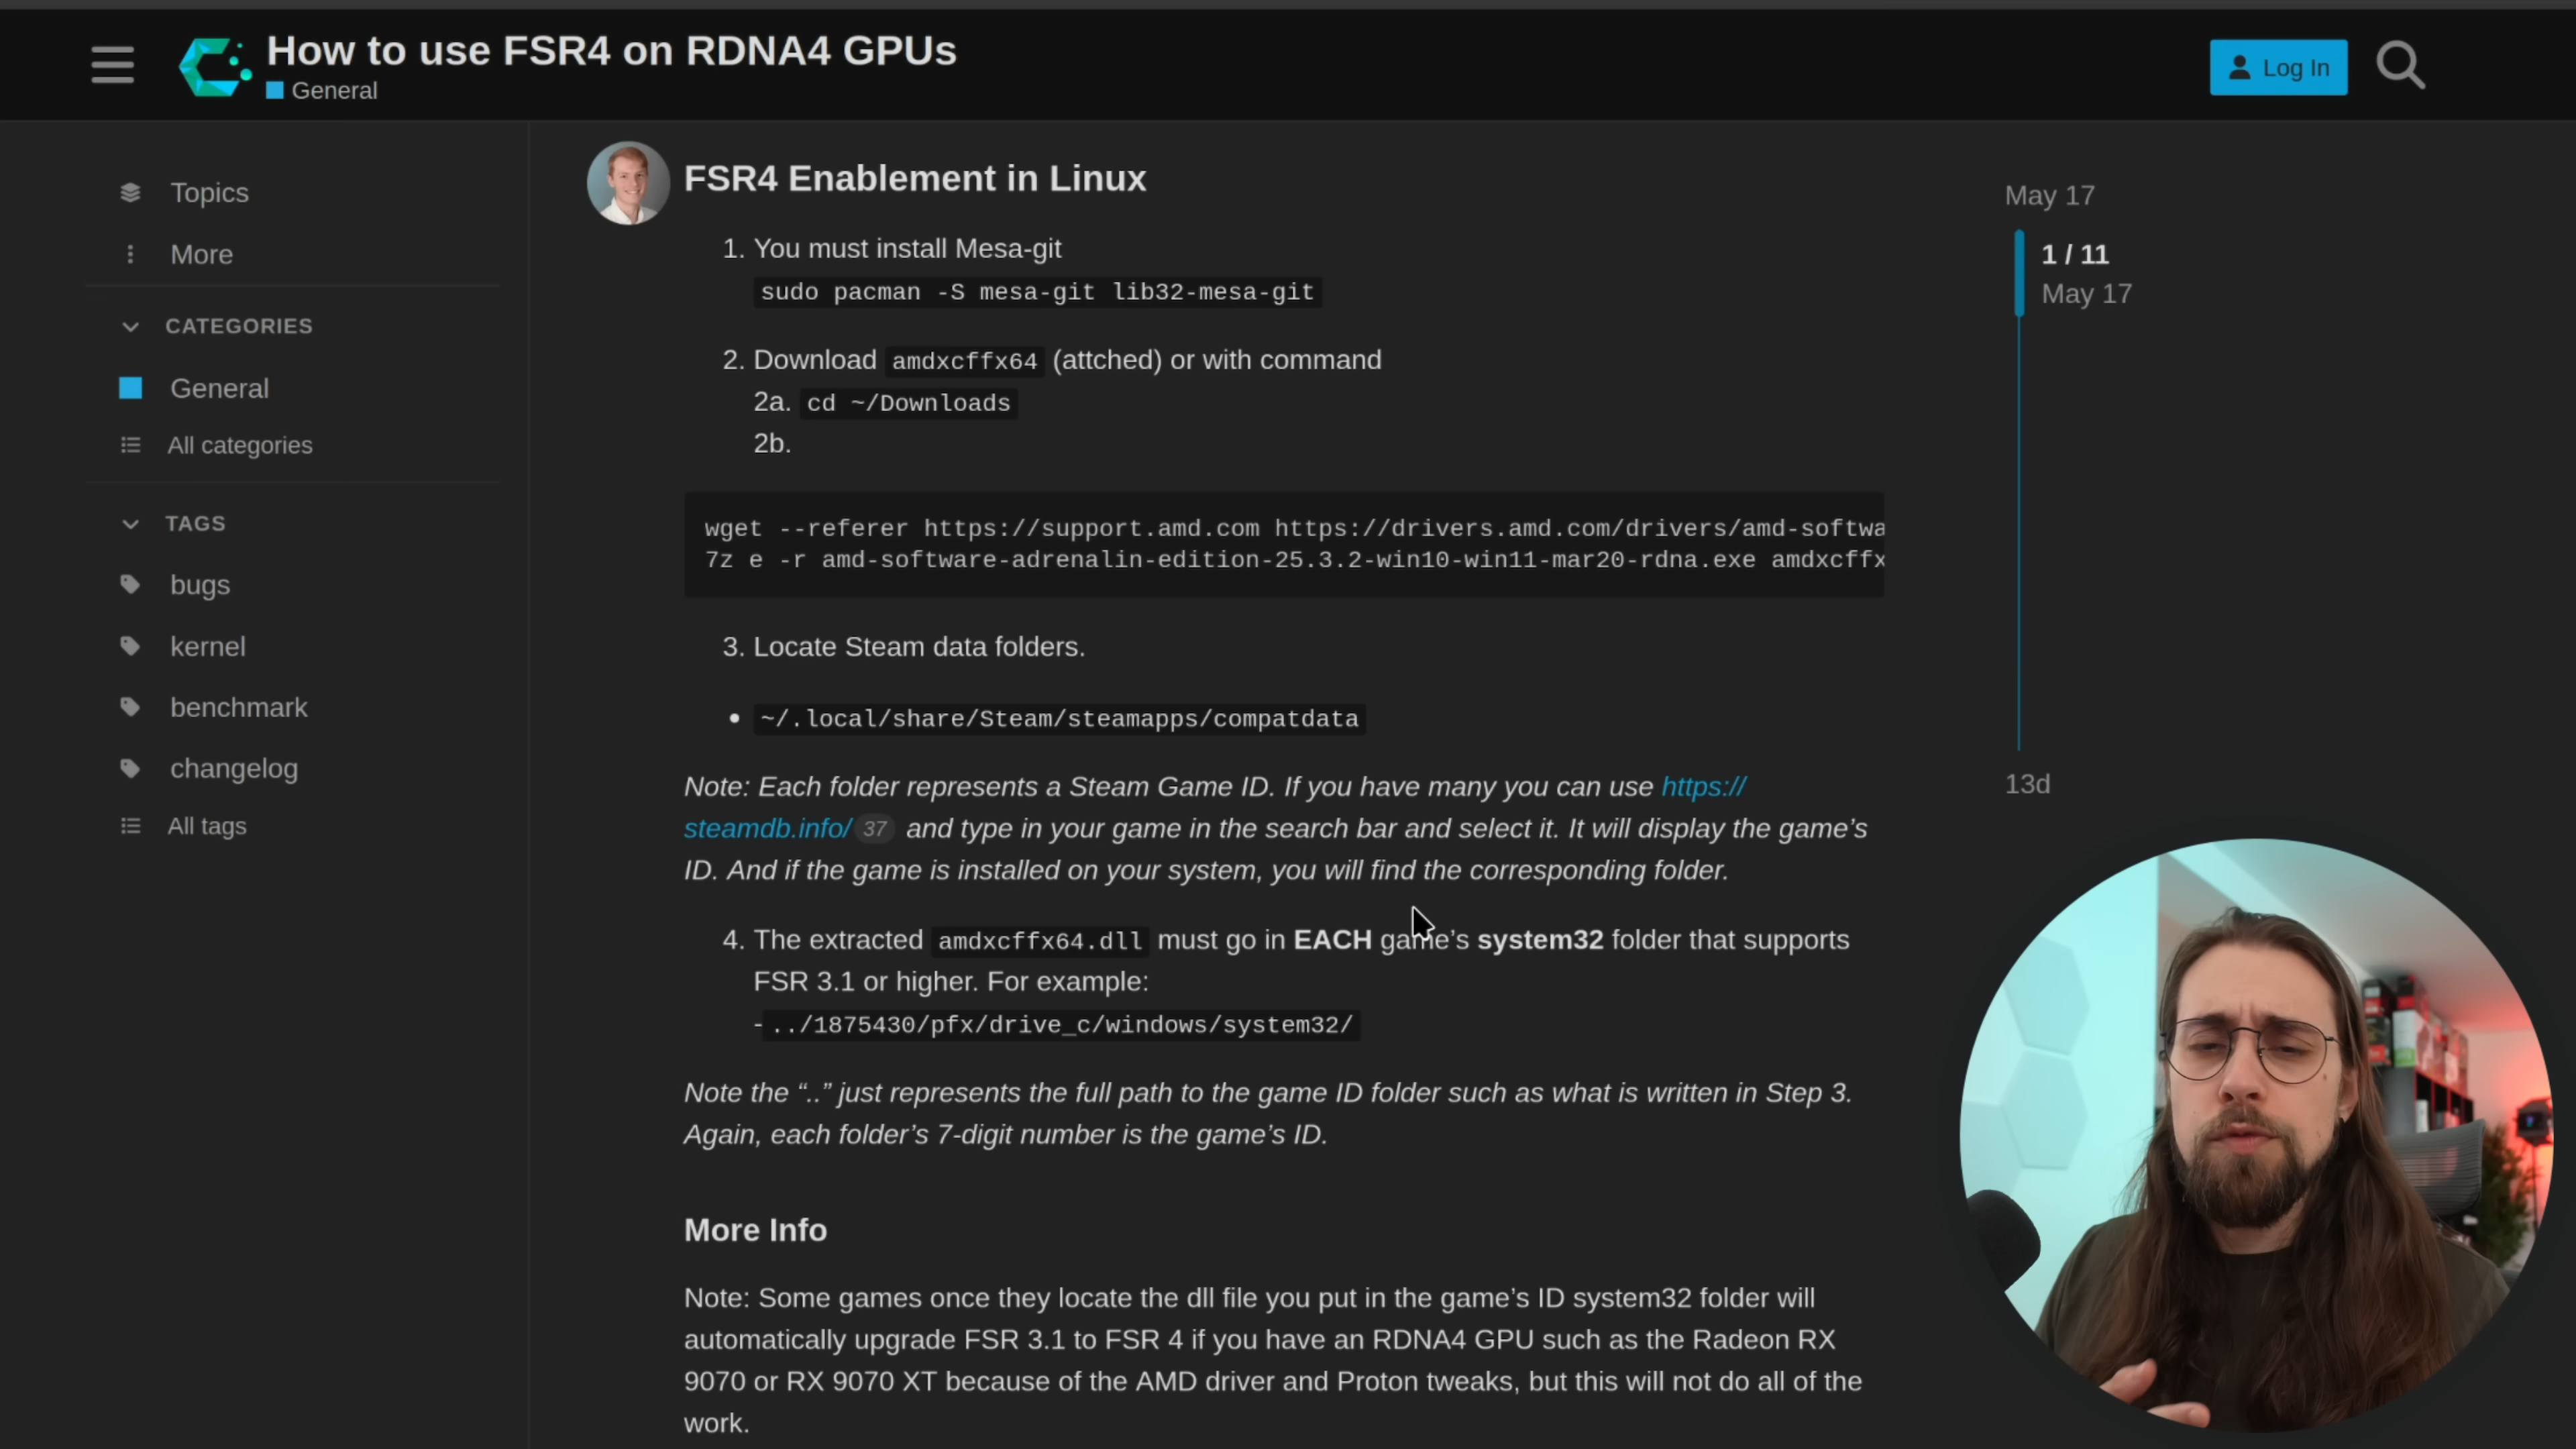 How to use FSR4 on RDNA4 GPUs
General
Log In
Topics
More
CATEGORIES
General
All categories
TAGS
bugs
kernel
benchmark
changelog
All tags
FSR4 Enablement in Linux
1. You must install Mesa-git
sudo pacman -S mesa-git lib32-mesa-git
2. Download amdxcffx64 (attched) or with command
2a. cd ~/Downloads
2b.
wget --referer https://support.amd.com https://drivers.amd.com/drivers/amd-softwa
7z e -r amd-software-adrenalin-edition-25.3.2-win10-win11-mar20-rdna.exe amdxcffx
3. Locate Steam data folders.
• ~/.local/share/Steam/steamapps/compatdata
Note: Each folder represents a Steam Game ID. If you have many you can use https://
steamdb.info/ 37 and type in your game in the search bar and select it. It will display the game’s
ID. And if the game is installed on your system, you will find the corresponding folder.
4. The extracted amdxcffx64.dll must go in EACH game’s system32 folder that supports
FSR 3.1 or higher. For example:
-../1875430/pfx/drive_c/windows/system32/
Note the “..” just represents the full path to the game ID folder such as what is written in Step 3.
Again, each folder’s 7-digit number is the game’s ID.
More Info
Note: Some games once they locate the dll file you put in the game’s ID system32 folder will
automatically upgrade FSR 3.1 to FSR 4 if you have an RDNA4 GPU such as the Radeon RX
9070 or RX 9070 XT because of the AMD driver and Proton tweaks, but this will not do all of the
work.
May 17
1 / 11
May 17
13d